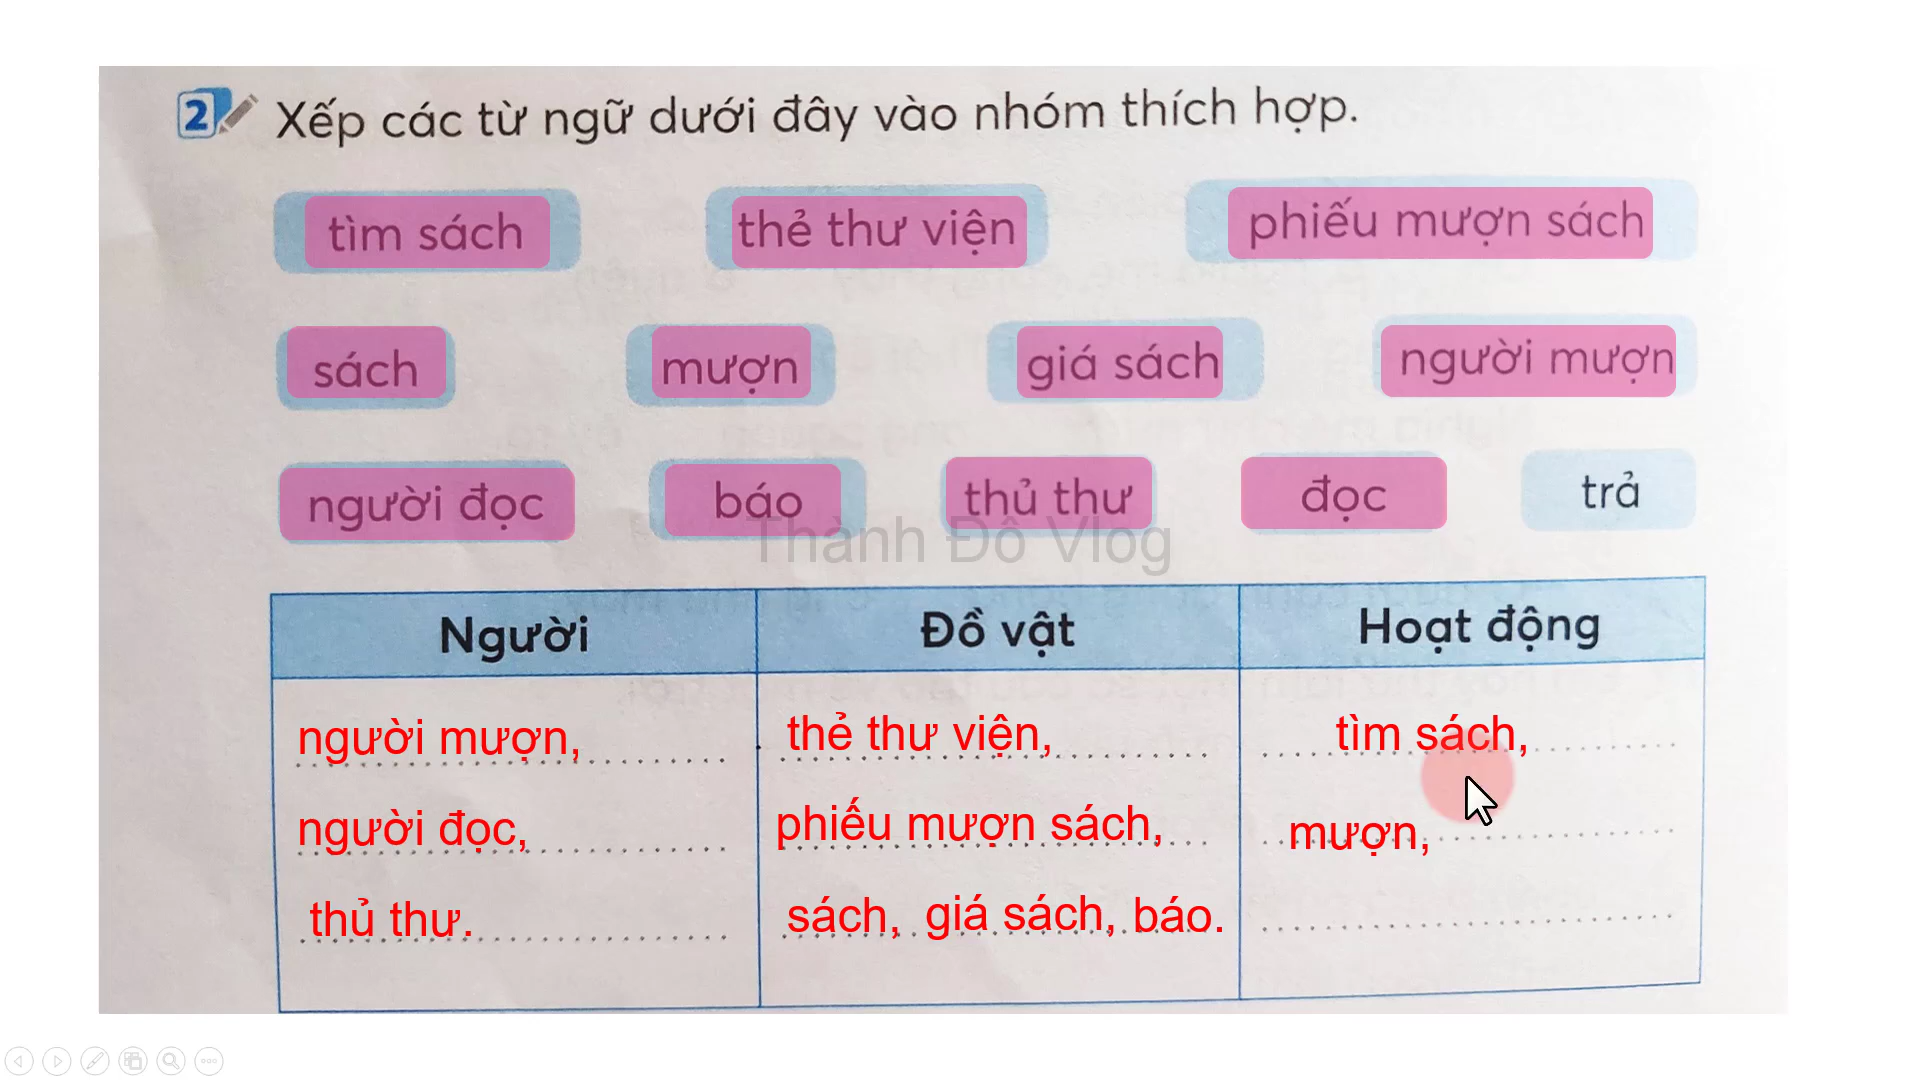 2 Xếp các từ ngữ dưới đây vào nhóm thích hợp.
tìm sách thẻ thư viện phiếu mượn sách
sách mượn giá sách người mượn
người đọc báo thủ thư đọc trả
Thành Đô Vlog
Người Đồ vật Hoạt động
người mượn, thẻ thư viện, tìm sách,
người đọc, phiếu mượn sách, mượn,
thủ thư. sách, giá sách, báo.